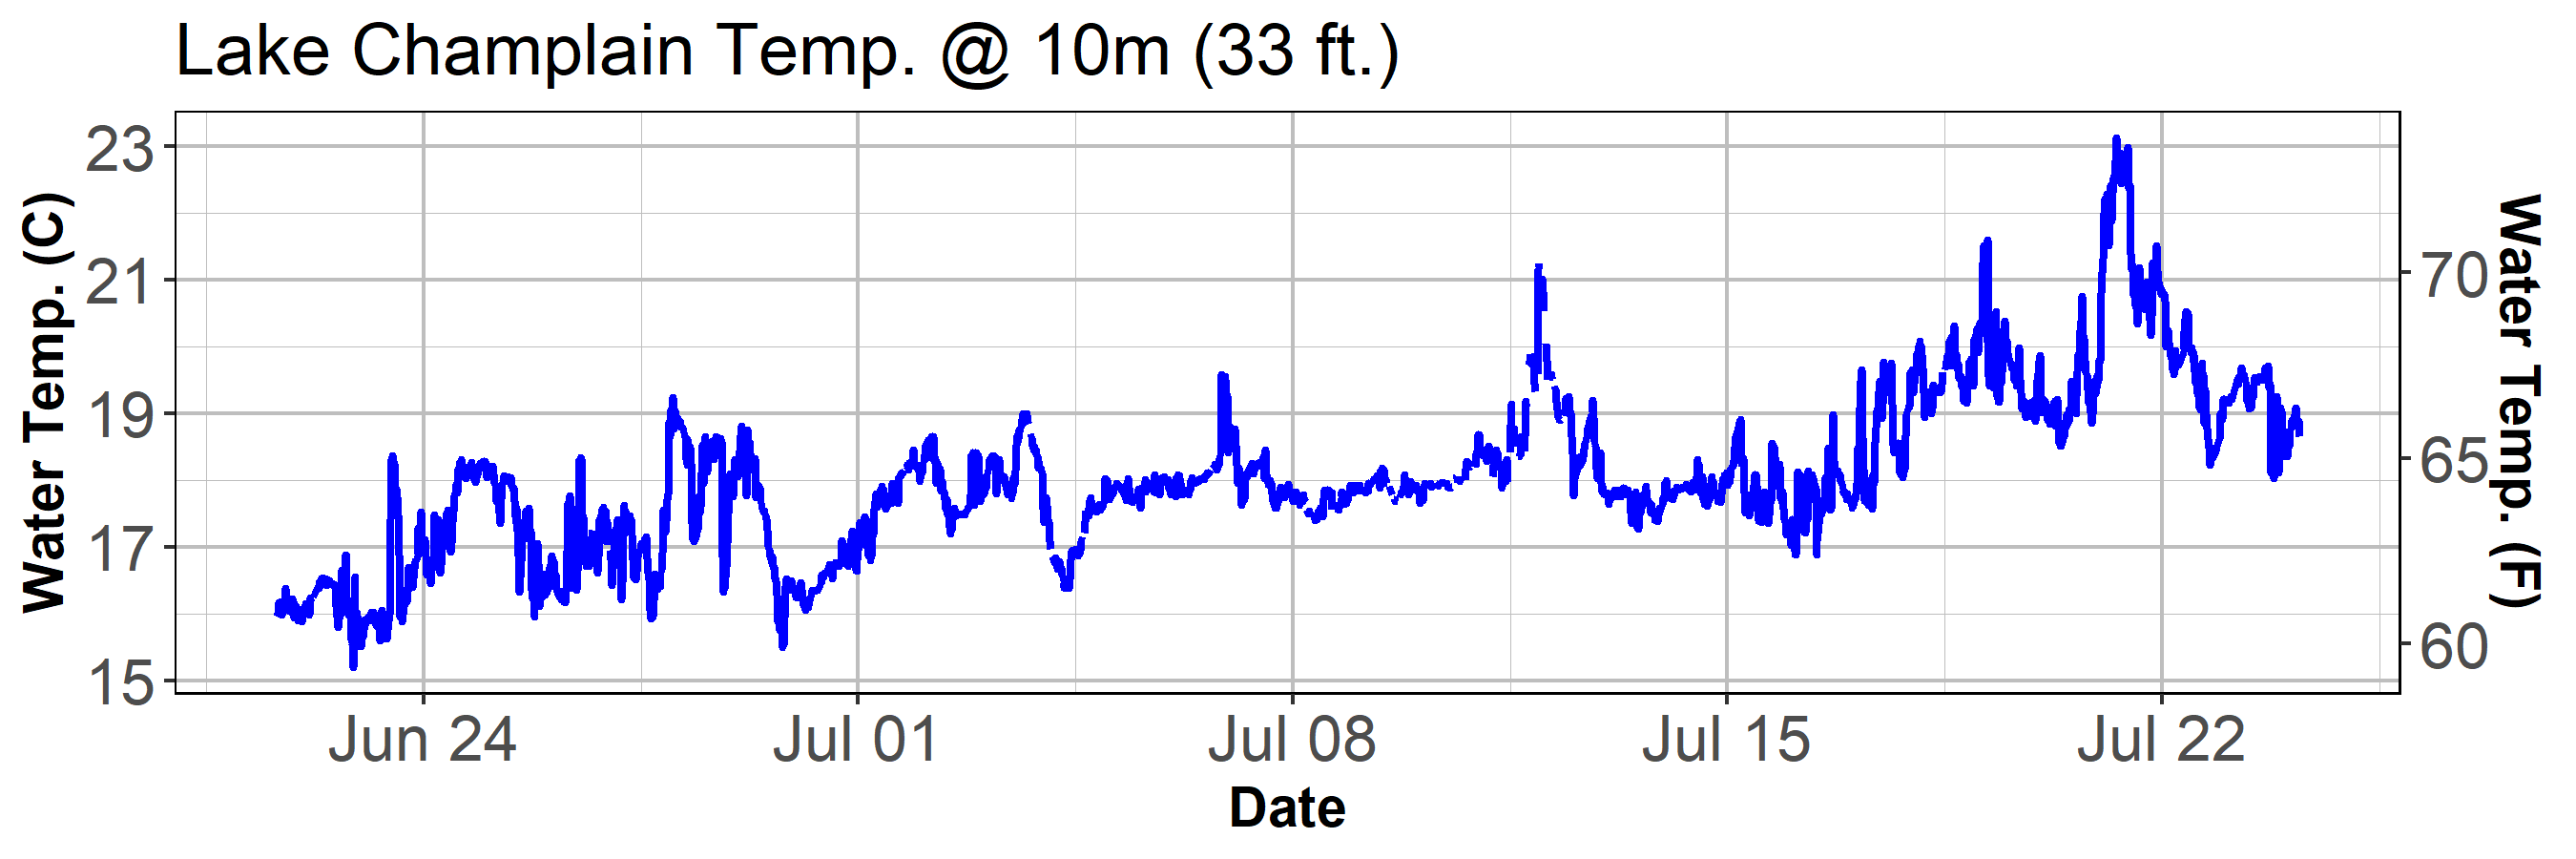 Lake Champlain Temp. @ 10m (33 ft.)
Water Temp. (C)
23
21
19
17
15
70
65
60
Water Temp. (F)
Jun 24 Jul 01 Jul 08 Jul 15 Jul 22
Date